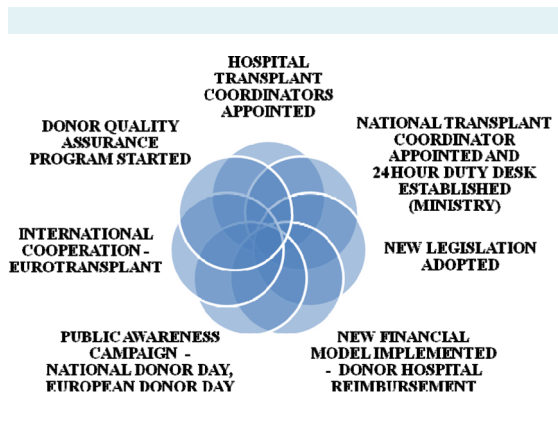 HOSPITAL
TRANSPLANT
COORDINATORS
APPOINTED
NATIONAL TRANSPLANT
COORDINATOR
APPOINTED AND
24HOUR DUTY DESK
ESTABLISHED
(MINISTRY)
NEW LEGISLATION
ADOPTED
NEW FINANCIAL
MODEL IMPLEMENTED
- DONOR HOSPITAL
REIMBURSEMENT
PUBLIC AWARENESS
CAMPAIGN -
NATIONAL DONOR DAY,
EUROPEAN DONOR DAY
INTERNATIONAL
COOPERATION -
EUROTRANSPLANT
DONOR QUALITY
ASSURANCE
PROGRAM STARTED